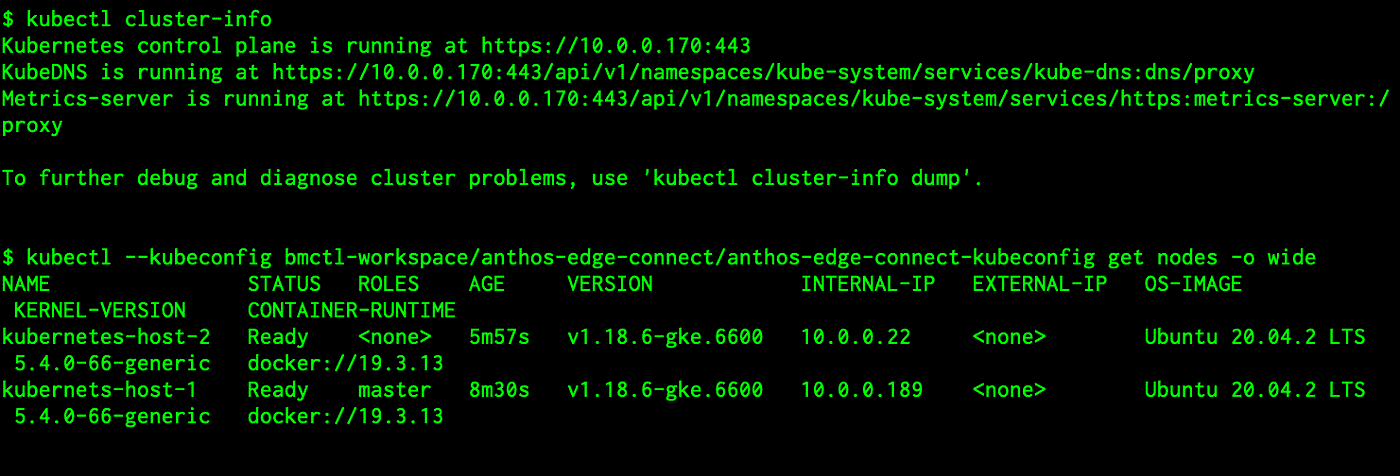 $ kubectl cluster-info
Kubernetes control plane is running at https://10.0.0.170:443
KubeDNS is running at https://10.0.0.170:443/api/v1/namespaces/kube-system/services/kube-dns:dns/proxy
Metrics-server is running at https://10.0.0.170:443/api/v1/namespaces/kube-system/services/https:metrics-server:/
proxy
To further debug and diagnose cluster problems, use 'kubectl cluster-info dump'.
$ kubectl --kubeconfig bmctl-workspace/anthos-edge-connect/anthos-edge-connect-kubeconfig get nodes -o wide
NAME                STATUS   ROLES    AGE     VERSION            INTERNAL-IP   EXTERNAL-IP   OS-IMAGE
 KERNEL-VERSION     CONTAINER-RUNTIME
kubernetes-host-2   Ready    <none>   5m57s   v1.18.6-gke.6600   10.0.0.22     <none>        Ubuntu 20.04.2 LTS
 5.4.0-66-generic   docker://19.3.13
kubernets-host-1    Ready    master   8m30s   v1.18.6-gke.6600   10.0.0.189    <none>        Ubuntu 20.04.2 LTS
 5.4.0-66-generic   docker://19.3.13